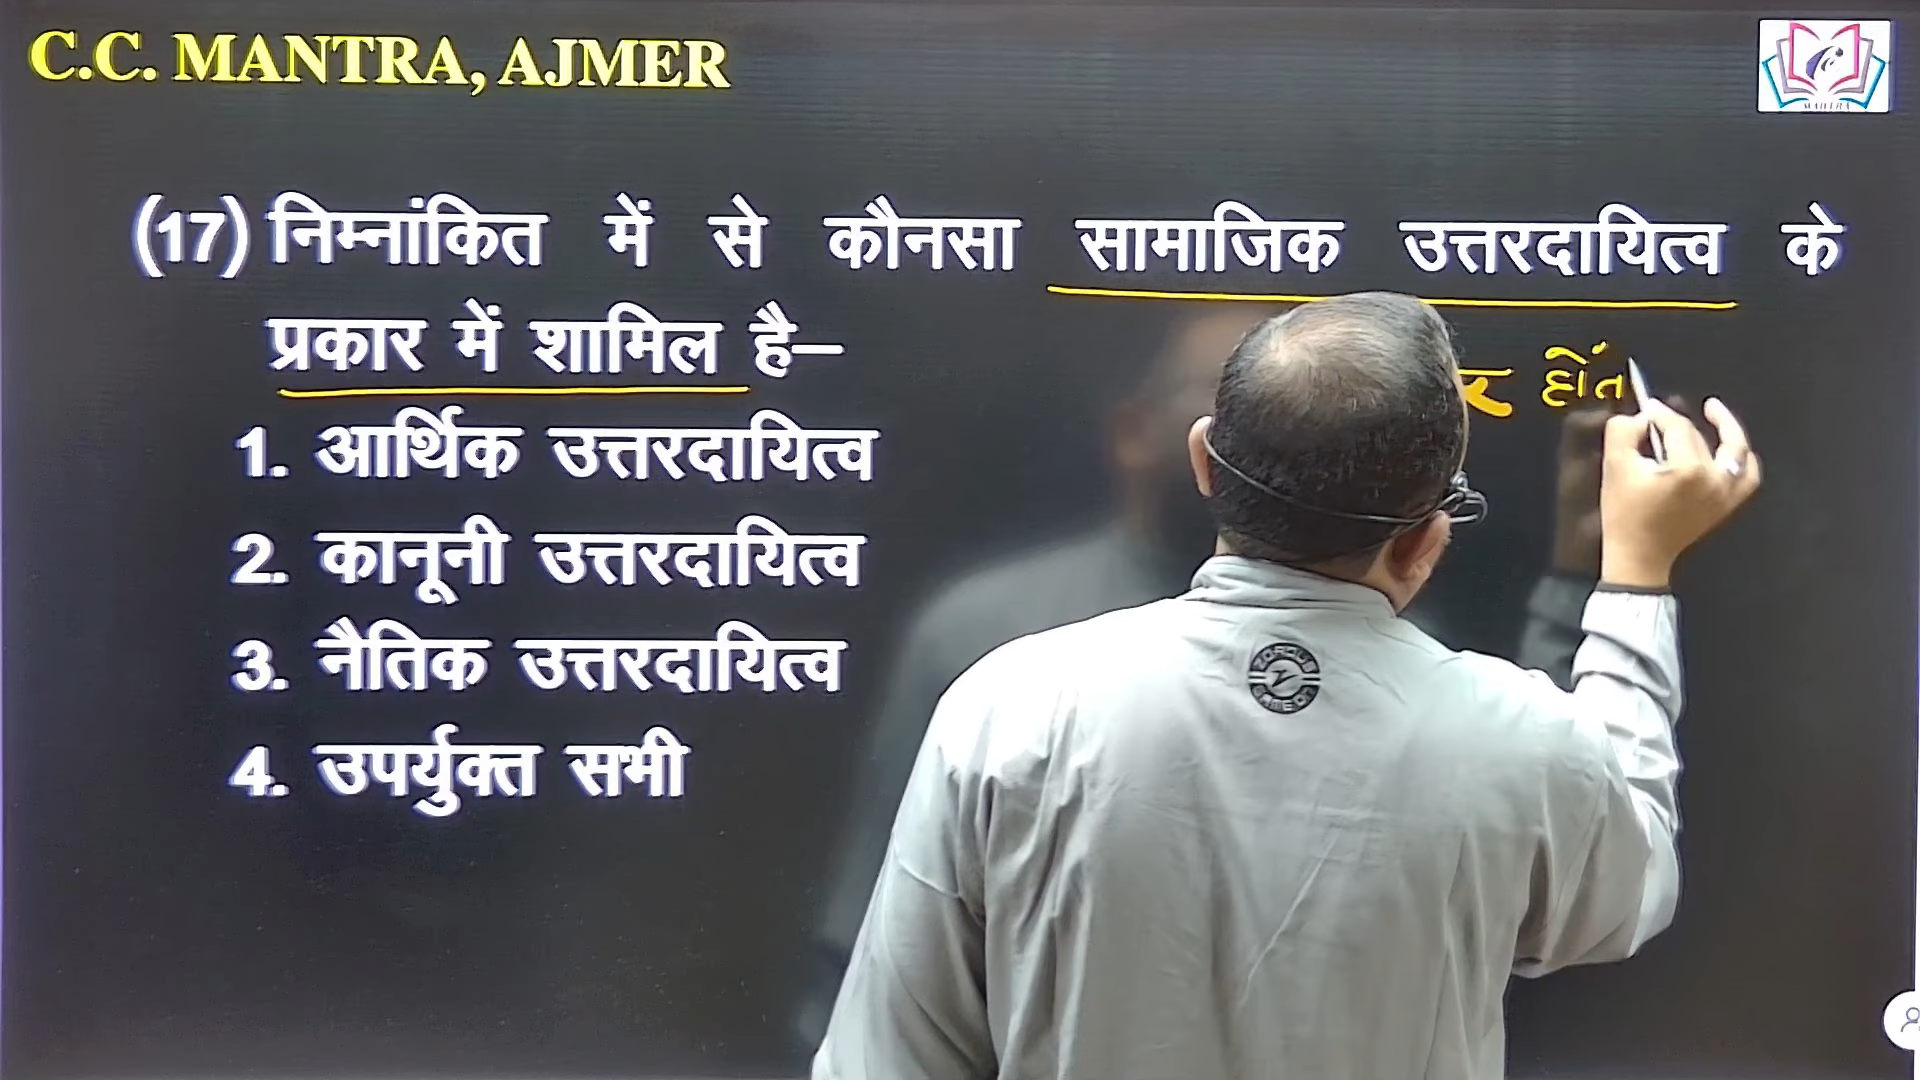 C.C. MANTRA, AJMER
(17) निम्नांकित में से कौनसा सामाजिक उत्तरदायित्व के
प्रकार में शामिल है–
1. आर्थिक उत्तरदायित्व
2. कानूनी उत्तरदायित्व
3. नैतिक उत्तरदायित्व
4. उपर्युक्त सभी